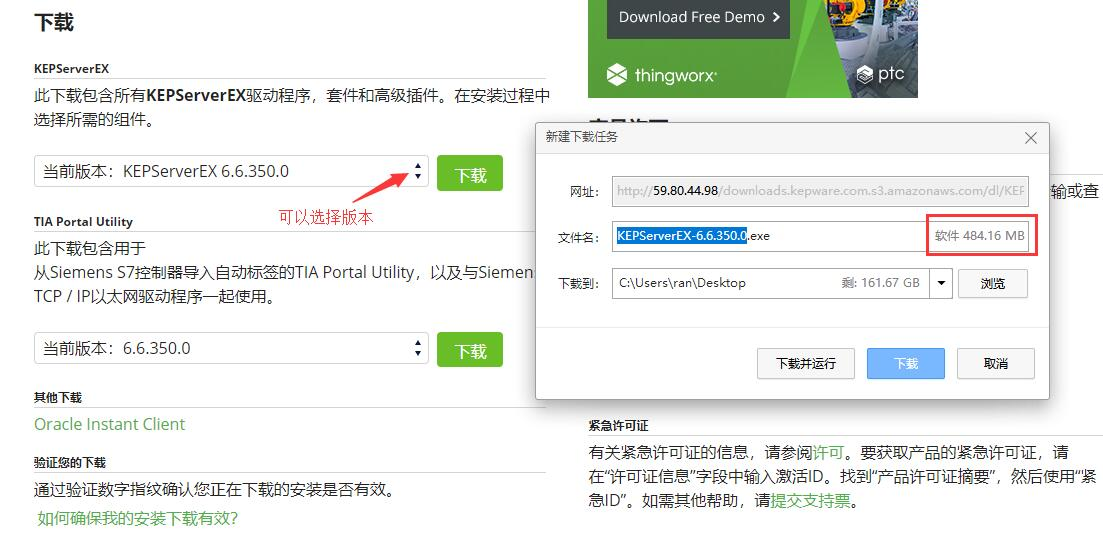 下载
KEPServerEX
此下载包含所有KEPServerEX驱动程序，套件和高级插件。在安装过程中
选择所需的组件。
当前版本：KEPServerEX 6.6.350.0
下载
可以选择版本
TIA Portal Utility
此下载包含用于
从Siemens S7控制器导入自动标签的TIA Portal Utility，以及与Siemens
TCP / IP以太网驱动程序一起使用。
当前版本：6.6.350.0
下载
其他下载
Oracle Instant Client
验证您的下载
通过验证数字指纹确认您正在下载的安装是否有效。
如何确保我的安装下载有效？
Download Free Demo
thingworx
ptc
新建下载任务
网址：
http://59.80.44.98/downloads.kepware.com.s3.amazonaws.com/dl/KEP
文件名：
KEPServerEX-6.6.350.0.exe
软件 484.16 MB
下载到：
C:\Users\ran\Desktop
剩: 161.67 GB
浏览
下载并运行
下载
取消
输或查
紧急许可证
有关紧急许可证的信息，请参阅许可。要获取产品的紧急许可证，请
在“许可证信息”字段中输入激活ID。找到“产品许可证摘要”，然后使用“紧
急ID”。如需其他帮助，请提交支持票。